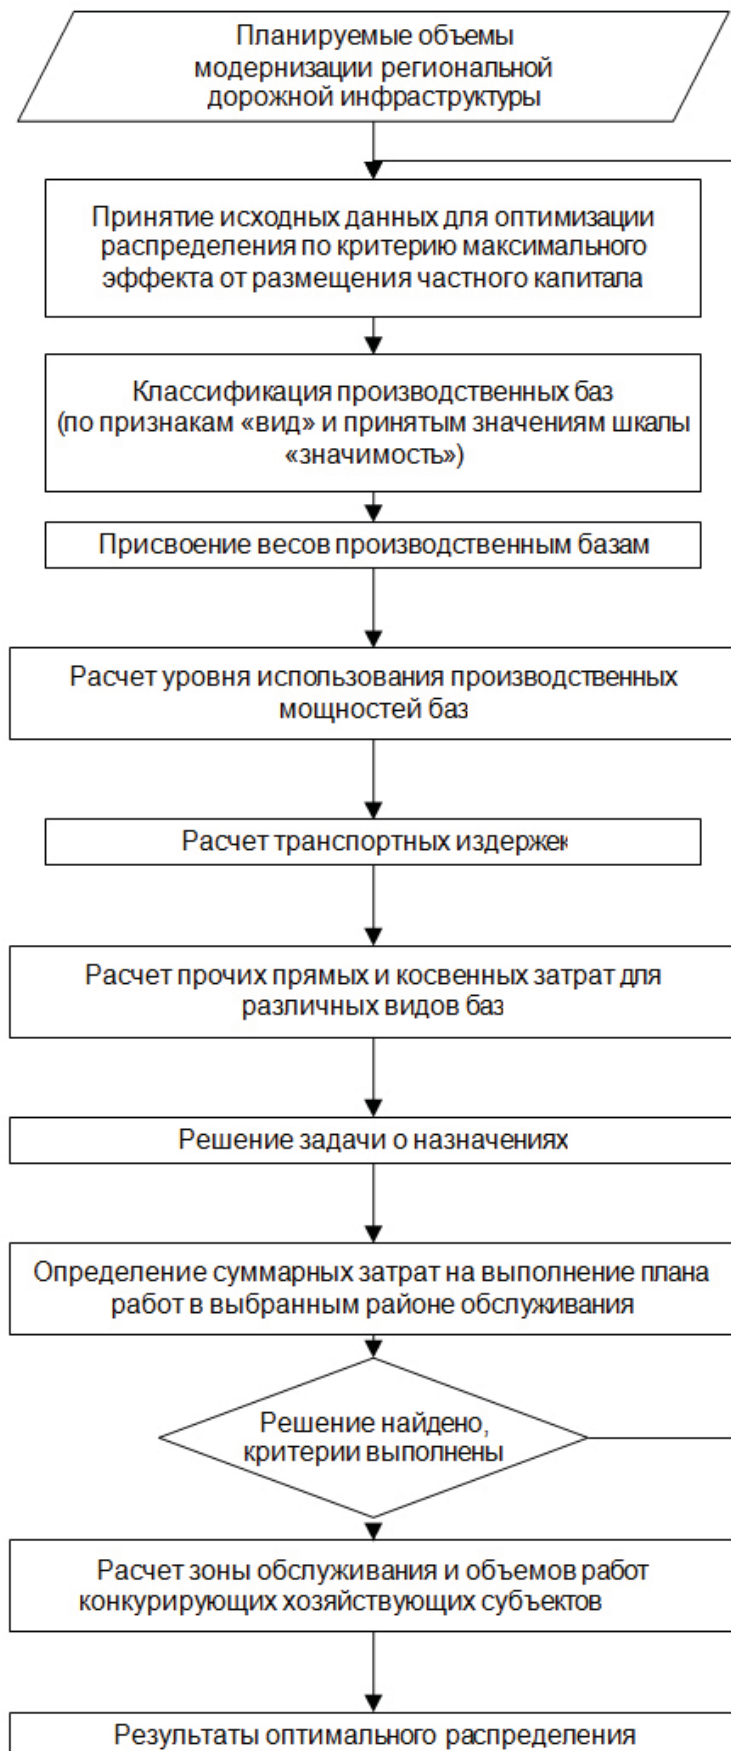 Планируемые объемы
модернизации региональной
дорожной инфраструктуры
Принятие исходных данных для оптимизации
распределения по критерию максимального
эффекта от размещения частного капитала
Классификация производственных баз
(по признакам «вид» и принятым значениям шкалы
«значимость»)
Присвоение весов производственным базам
Расчет уровня использования производственных
мощностей баз
Расчет транспортных издержек
Расчет прочих прямых и косвенных затрат для
различных видов баз
Решение задачи о назначениях
Определение суммарных затрат на выполнение плана
работ в выбранным районе обслуживания
Решение найдено,
критерии выполнены
Расчет зоны обслуживания и объемов работ
конкурирующих хозяйствующих субъектов
Результаты оптимального распределения